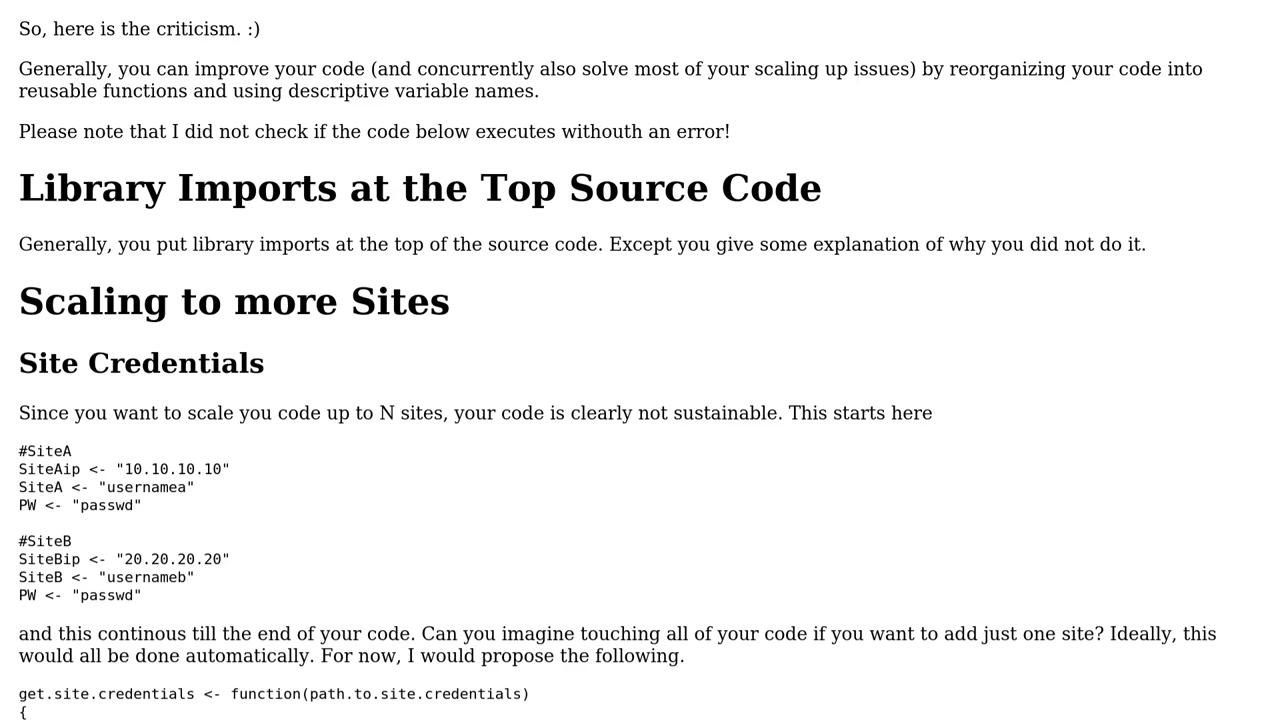 So, here is the criticism. :)
Generally, you can improve your code (and concurrently also solve most of your scaling up issues) by reorganizing your code into
reusable functions and using descriptive variable names.
Please note that I did not check if the code below executes withouth an error!
Library Imports at the Top Source Code
Generally, you put library imports at the top of the source code. Except you give some explanation of why you did not do it.
Scaling to more Sites
Site Credentials
Since you want to scale you code up to N sites, your code is clearly not sustainable. This starts here
#SiteA
SiteAip <- "10.10.10.10"
SiteA <- "usernamea"
PW <- "passwd"
#SiteB
SiteBip <- "20.20.20.20"
SiteB <- "usernameb"
PW <- "passwd"
and this continous till the end of your code. Can you imagine touching all of your code if you want to add just one site? Ideally, this
would all be done automatically. For now, I would propose the following.
get.site.credentials <- function(path.to.site.credentials)
{